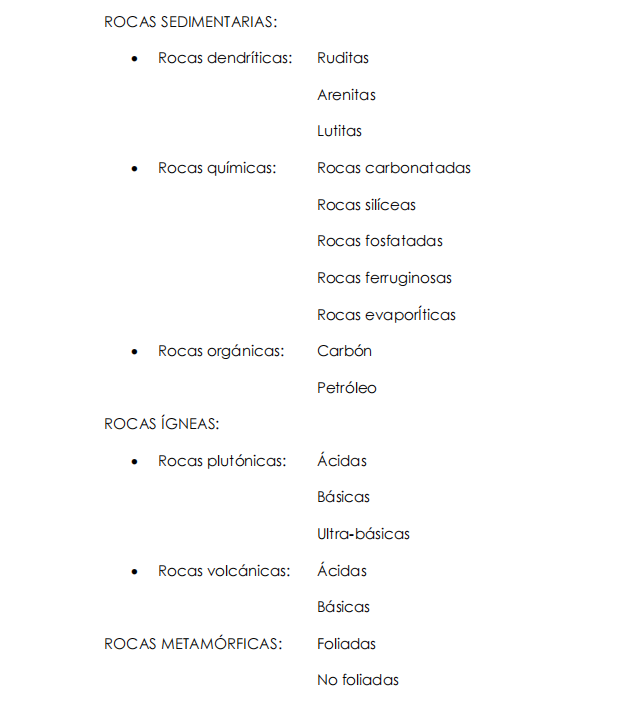 ROCAS SEDIMENTARIAS:
• Rocas dendríticas: Ruditas
Arenitas
Lutitas
• Rocas químicas: Rocas carbonatadas
Rocas silíceas
Rocas fosfatadas
Rocas ferruginosas
Rocas evaporÍticas
• Rocas orgánicas: Carbón
Petróleo
ROCAS ÍGNEAS:
• Rocas plutónicas: Ácidas
Básicas
Ultra-básicas
• Rocas volcánicas: Ácidas
Básicas
ROCAS METAMÓRFICAS: Foliadas
No foliadas